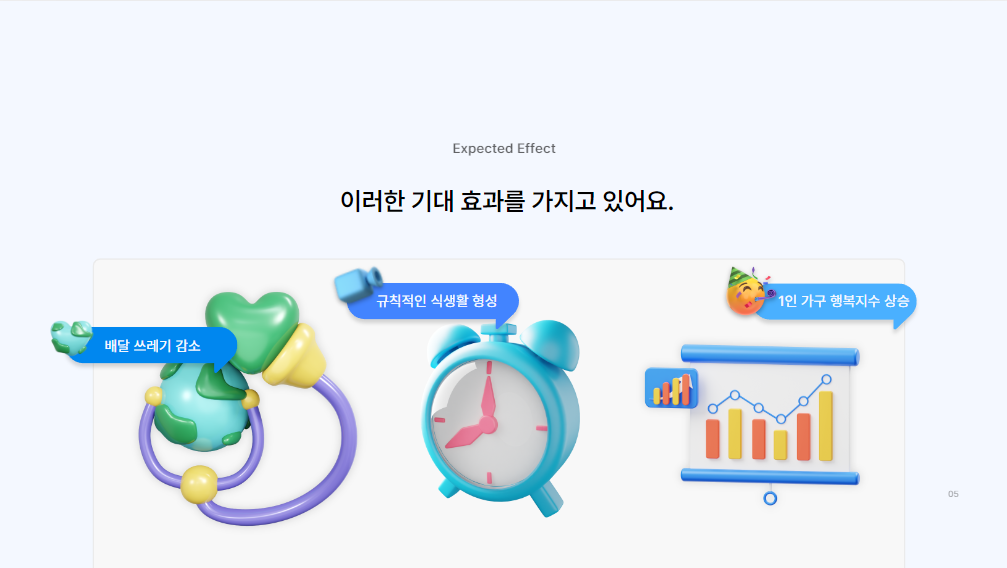 Expected Effect
이러한 기대 효과를 가지고 있어요.
배달 쓰레기 감소
규칙적인 식생활 형성
1인 가구 행복지수 상승
05